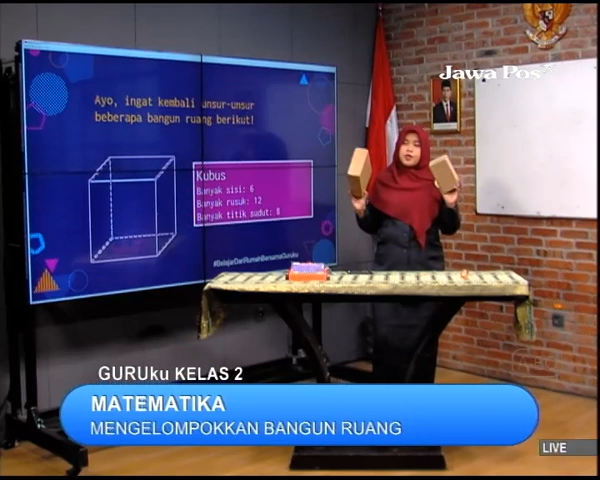 Jawa Pos TV
Ayo, ingat kembali unsur-unsur
beberapa bangun ruang berikut!
Kubus
Banyak sisi: 6
Banyak rusuk: 12
Banyak titik sudut: 8
#BelajarDariRumahBersamaGuruku
GURUku KELAS 2
MATEMATIKA
MENGELOMPOKKAN BANGUN RUANG
LIVE